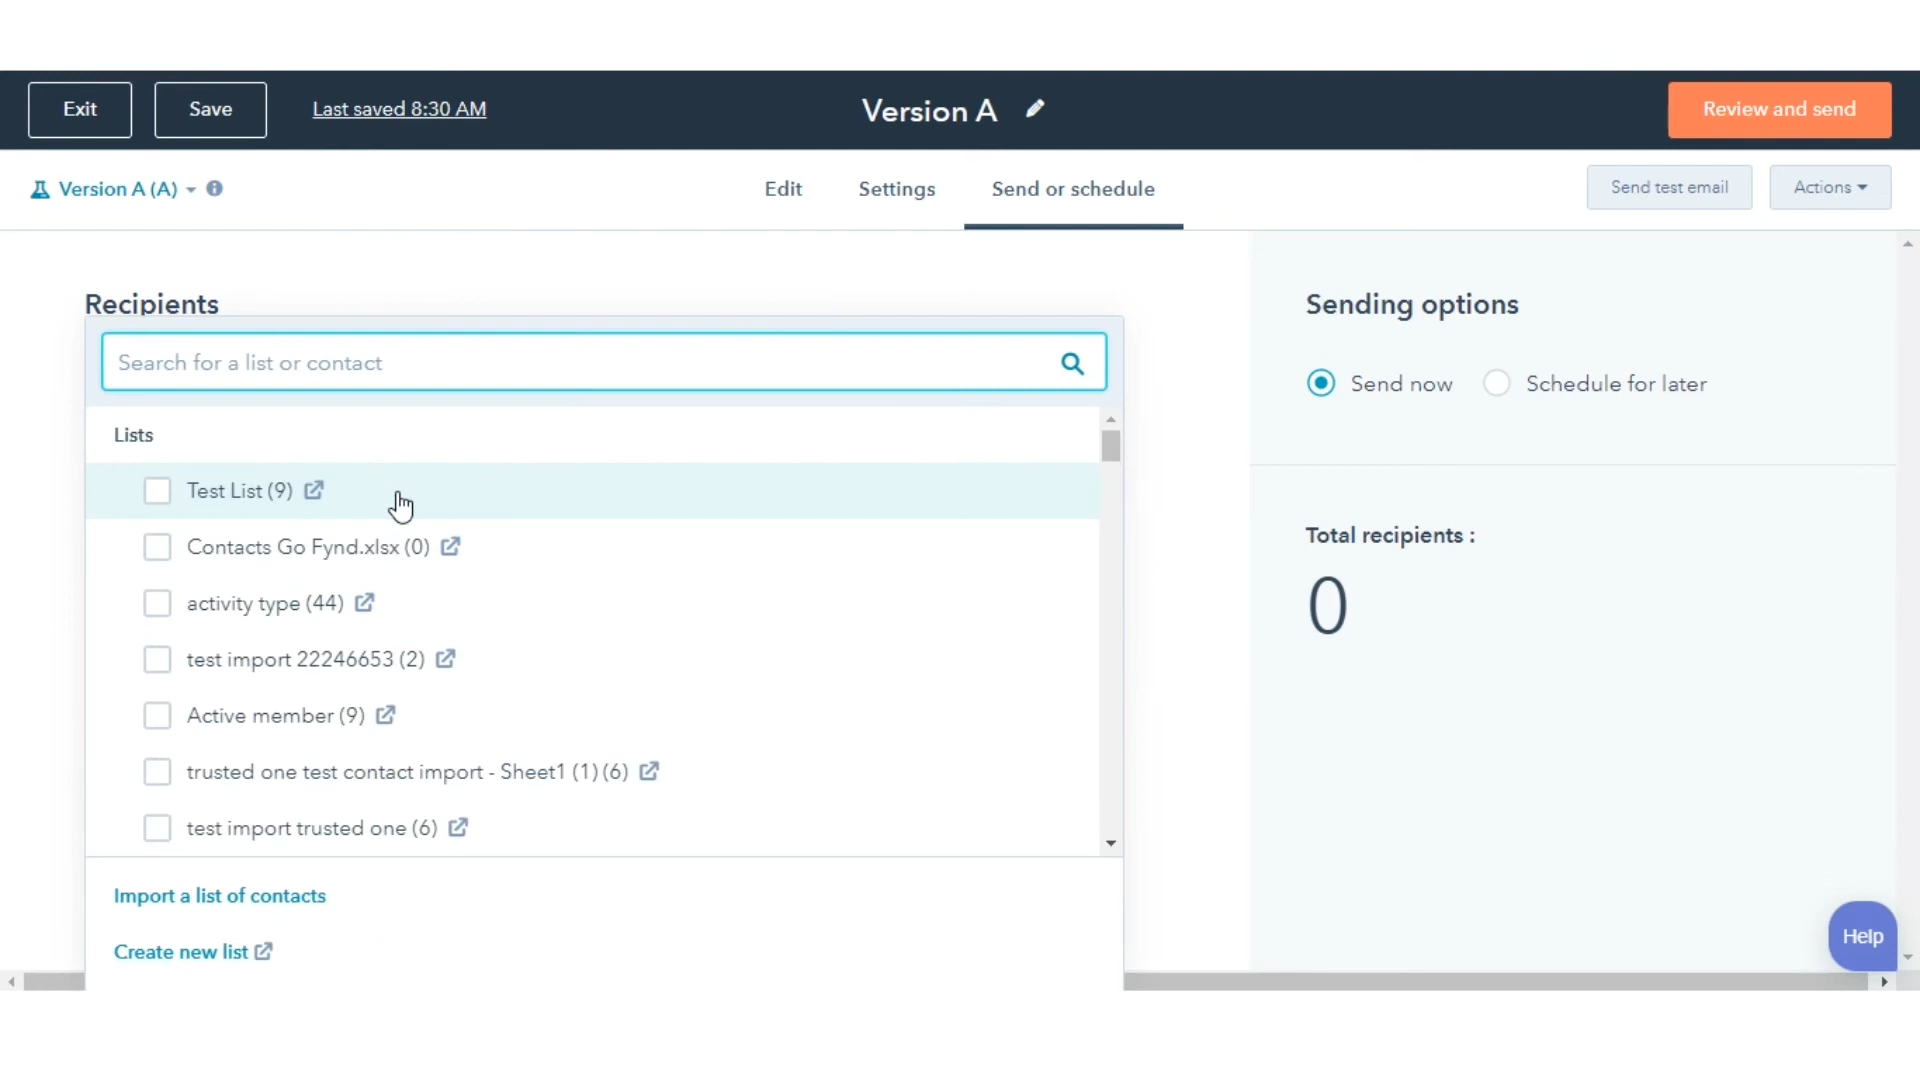 Exit
Save
Last saved 8:30 AM
Version A
Review and send
Version A (A)
Edit
Settings
Send or schedule
Send test email
Actions
Recipients
Search for a list or contact
Lists
Test List (9)
Contacts Go Fynd.xlsx (0)
activity type (44)
test import 22246653 (2)
Active member (9)
trusted one test contact import - Sheet1 (1) (6)
test import trusted one (6)
Import a list of contacts
Create new list
Sending options
Send now
Schedule for later
Total recipients :
0
Help